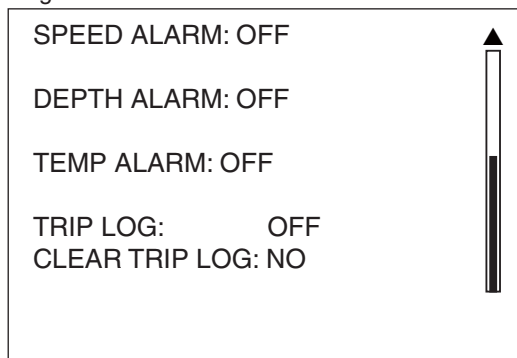 SPEED ALARM: OFF
DEPTH ALARM: OFF
TEMP ALARM: OFF
TRIP LOG: OFF
CLEAR TRIP LOG: NO